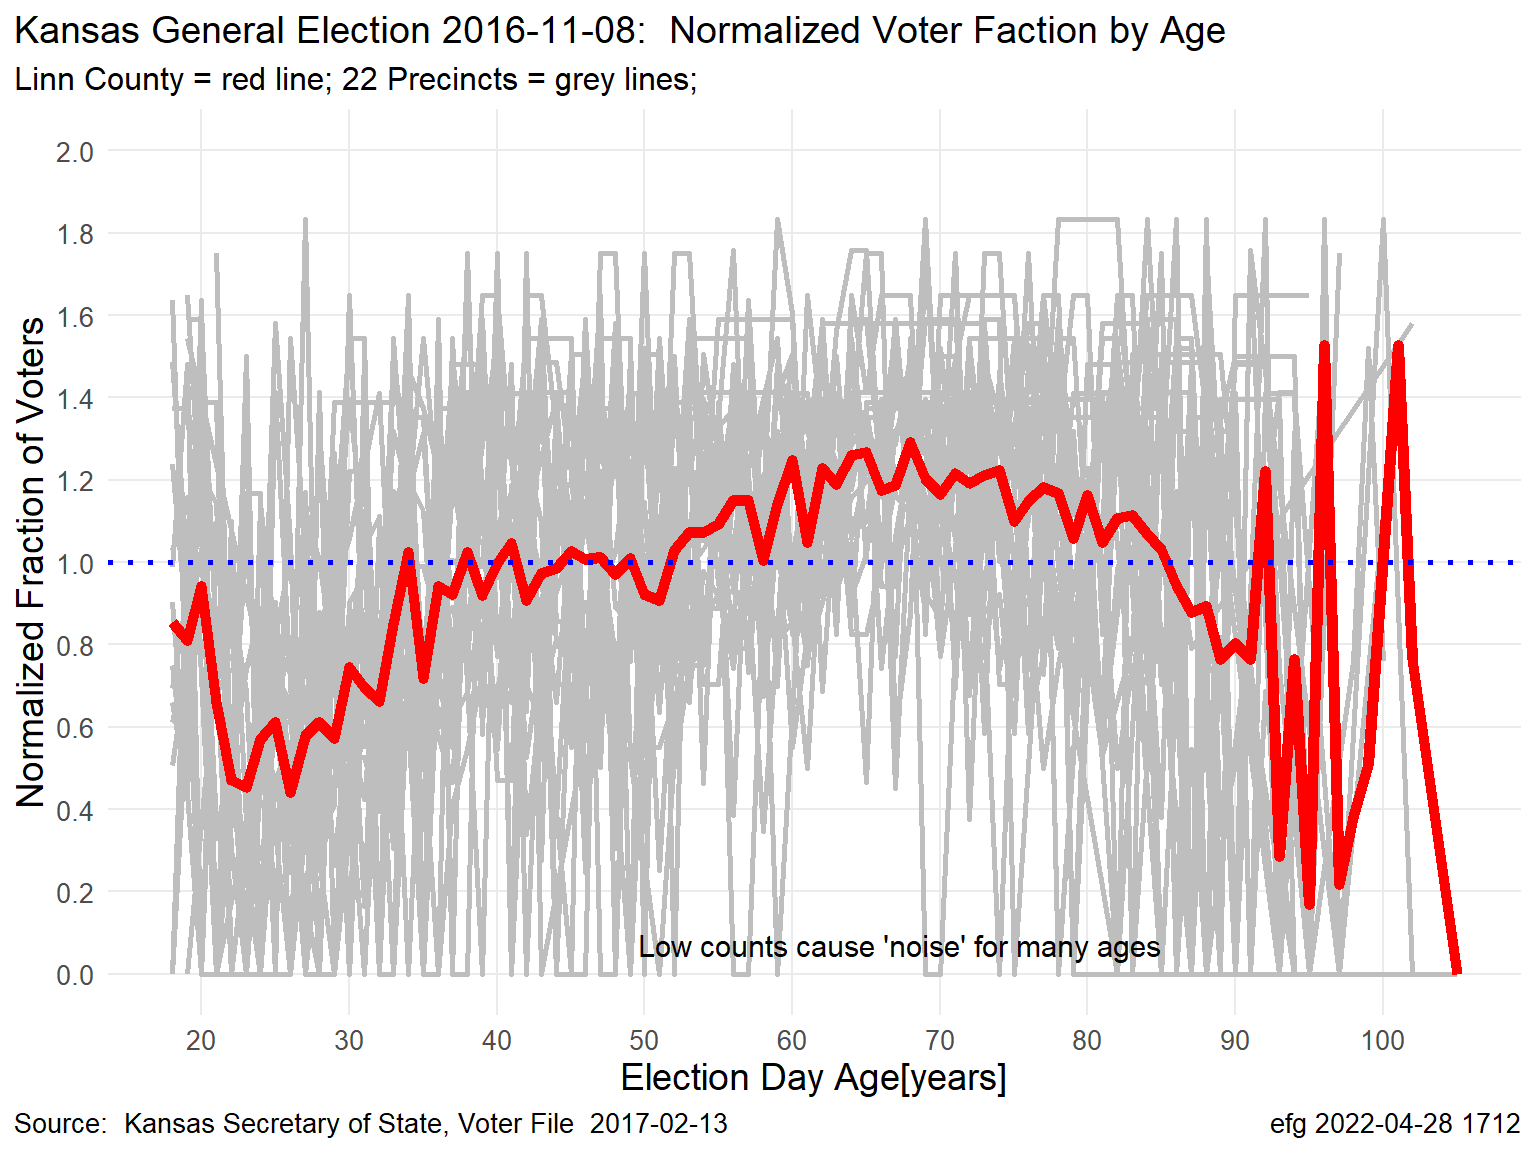 Kansas General Election 2016-11-08:  Normalized Voter Faction by Age
Linn County = red line; 22 Precincts = grey lines;
Normalized Fraction of Voters
2.0
1.8
1.6
1.4
1.2
1.0
0.8
0.6
0.4
0.2
0.0
Low counts cause 'noise' for many ages
20 30 40 50 60 70 80 90 100
Election Day Age[years]
Source:  Kansas Secretary of State, Voter File  2017-02-13
efg 2022-04-28 1712